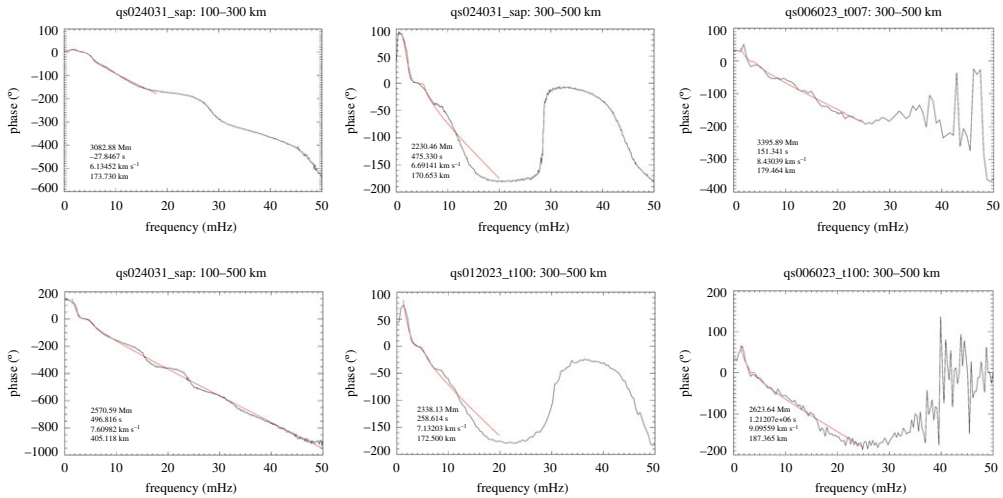 qs024031_sap: 100–300 km
100
0
−100
−200
−300
−400
−500
−600
phase (°)
3082.88 Mm
−27.8467 s
6.13452 km s⁻¹
173.730 km
0 10 20 30 40 50
frequency (mHz)
qs024031_sap: 300–500 km
100
50
0
−50
−100
−150
−200
phase (°)
2230.46 Mm
475.330 s
6.69141 km s⁻¹
170.653 km
0 10 20 30 40 50
frequency (mHz)
qs006023_t007: 300–500 km
100
0
−100
−200
−300
−400
phase (°)
3395.89 Mm
151.341 s
8.43039 km s⁻¹
179.464 km
0 10 20 30 40 50
frequency (mHz)
qs024031_sap: 100–500 km
200
0
−200
−400
−600
−800
−1000
phase (°)
2570.59 Mm
496.816 s
7.60982 km s⁻¹
405.118 km
0 10 20 30 40 50
frequency (mHz)
qs012023_t100: 300–500 km
100
50
0
−50
−100
−150
−200
phase (°)
2338.13 Mm
258.614 s
7.13203 km s⁻¹
172.500 km
0 10 20 30 40 50
frequency (mHz)
qs006023_t100: 300–500 km
200
100
0
−100
−200
phase (°)
2623.64 Mm
1.21207e+06 s
9.09559 km s⁻¹
187.365 km
0 10 20 30 40 50
frequency (mHz)